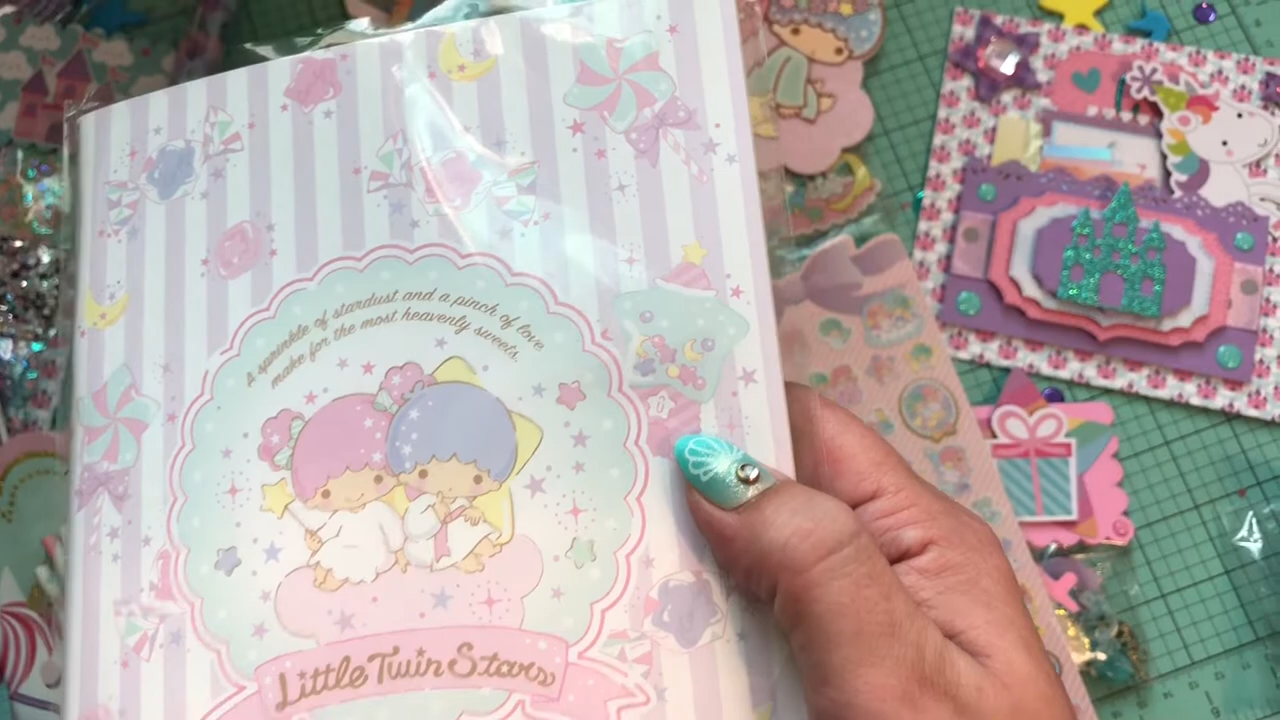 A sprinkle of stardust and a pinch of love
make for the most heavenly sweets.
Little Twin Stars